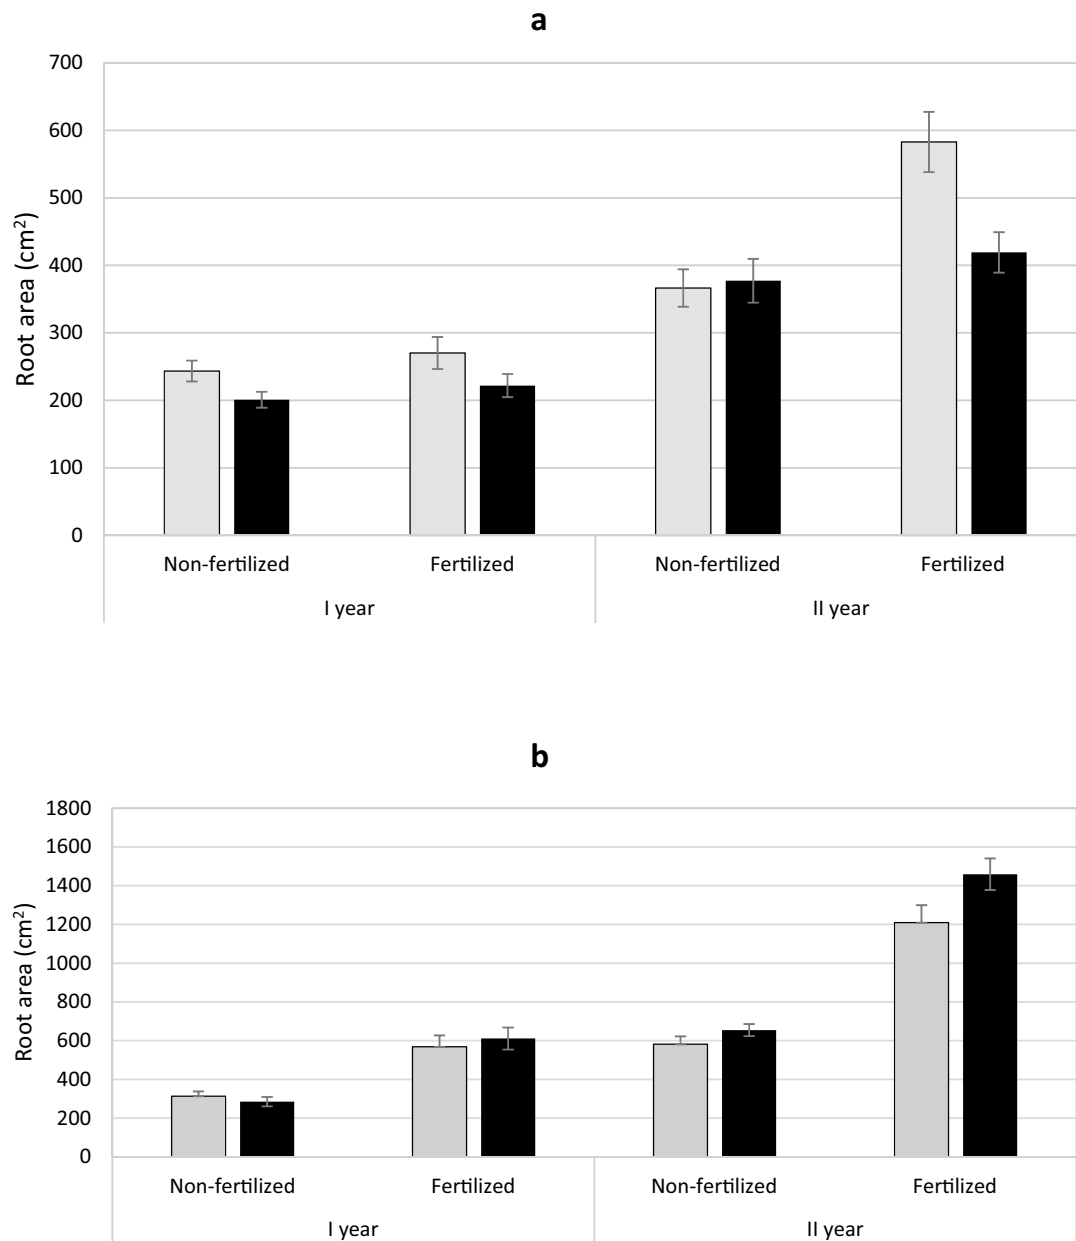 a
700
600
500
400
300
200
100
0
Root area (cm²)
Non-fertilized Fertilized Non-fertilized Fertilized
I year II year
b
1800
1600
1400
1200
1000
800
600
400
200
0
Root area (cm²)
Non-fertilized Fertilized Non-fertilized Fertilized
I year II year